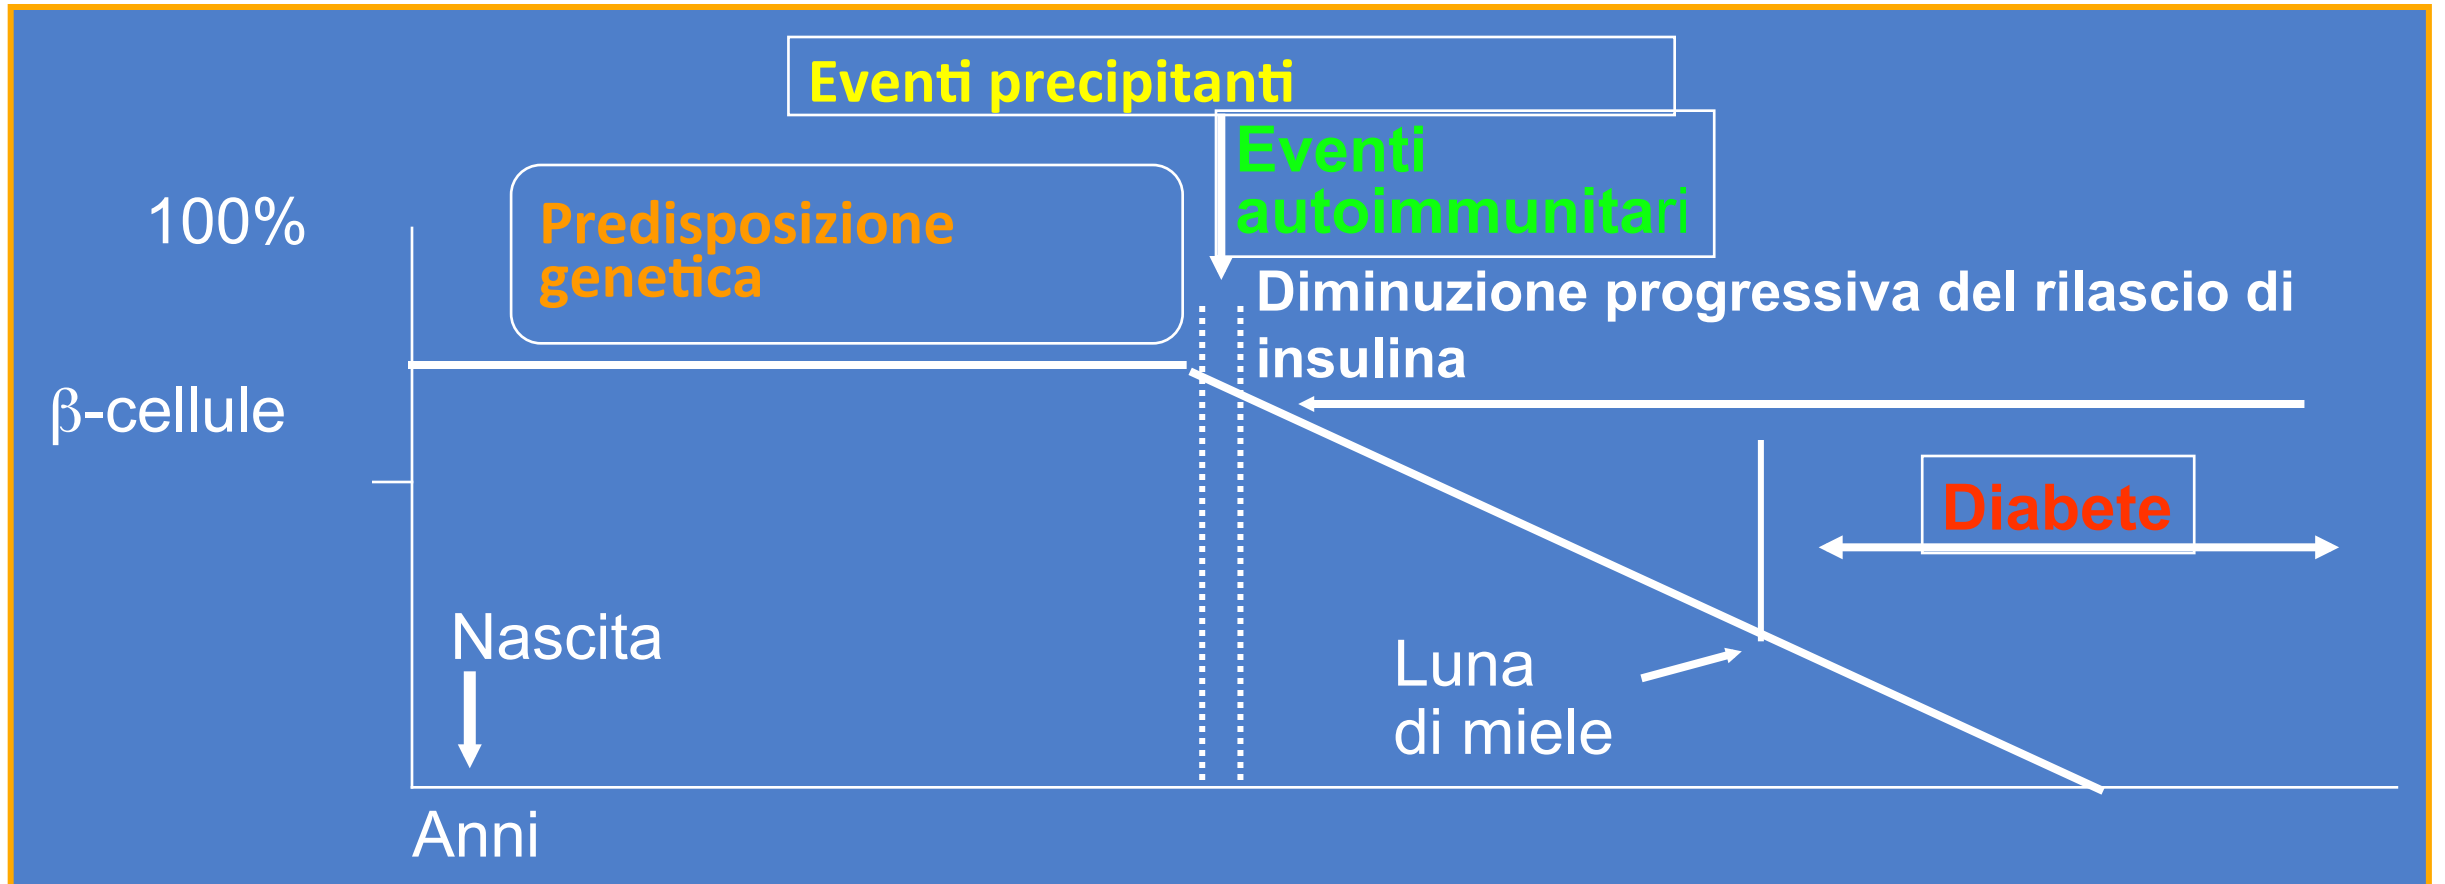 Eventi precipitanti
Eventi
autoimmunitari
100%
Predisposizione
genetica
Diminuzione progressiva del rilascio di
insulina
β-cellule
Diabete
Nascita
Luna
di miele
Anni